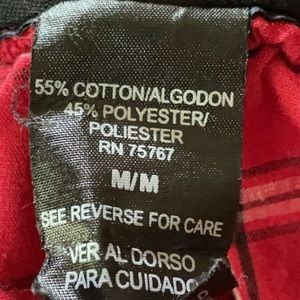 55% COTTON/ALGODON
45% POLYESTER/
POLIESTER
RN 75767
M/M
SEE REVERSE FOR CARE
VER AL DORSO
PARA CUIDADO